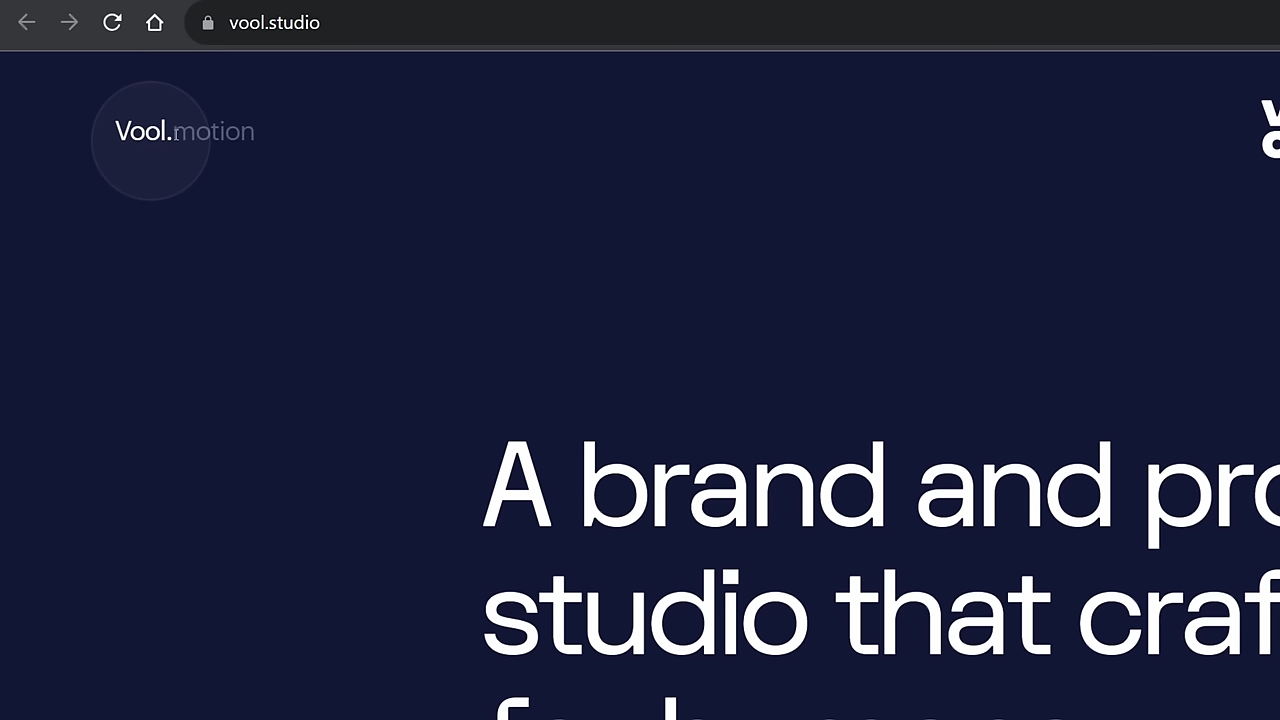 vool.studio
Vool.motion
A brand and pro
studio that craf